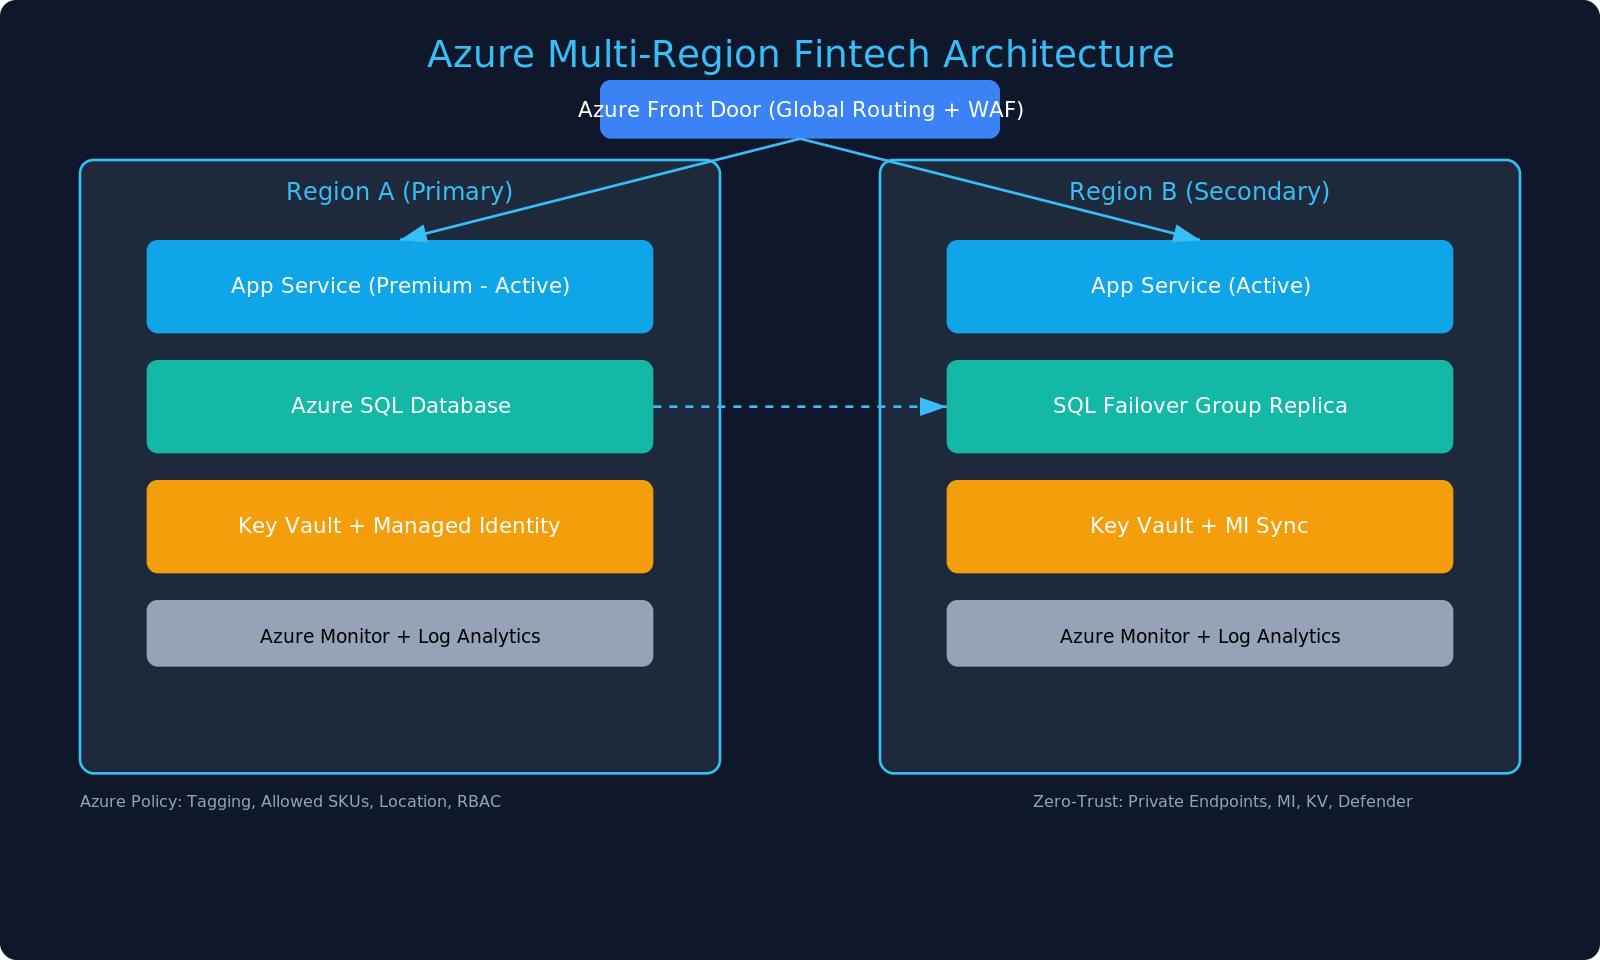 Azure Multi-Region Fintech Architecture
Azure Front Door (Global Routing + WAF)
Region A (Primary)
App Service (Premium - Active)
Azure SQL Database
Key Vault + Managed Identity
Azure Monitor + Log Analytics
Region B (Secondary)
App Service (Active)
SQL Failover Group Replica
Key Vault + MI Sync
Azure Monitor + Log Analytics
Azure Policy: Tagging, Allowed SKUs, Location, RBAC
Zero-Trust: Private Endpoints, MI, KV, Defender